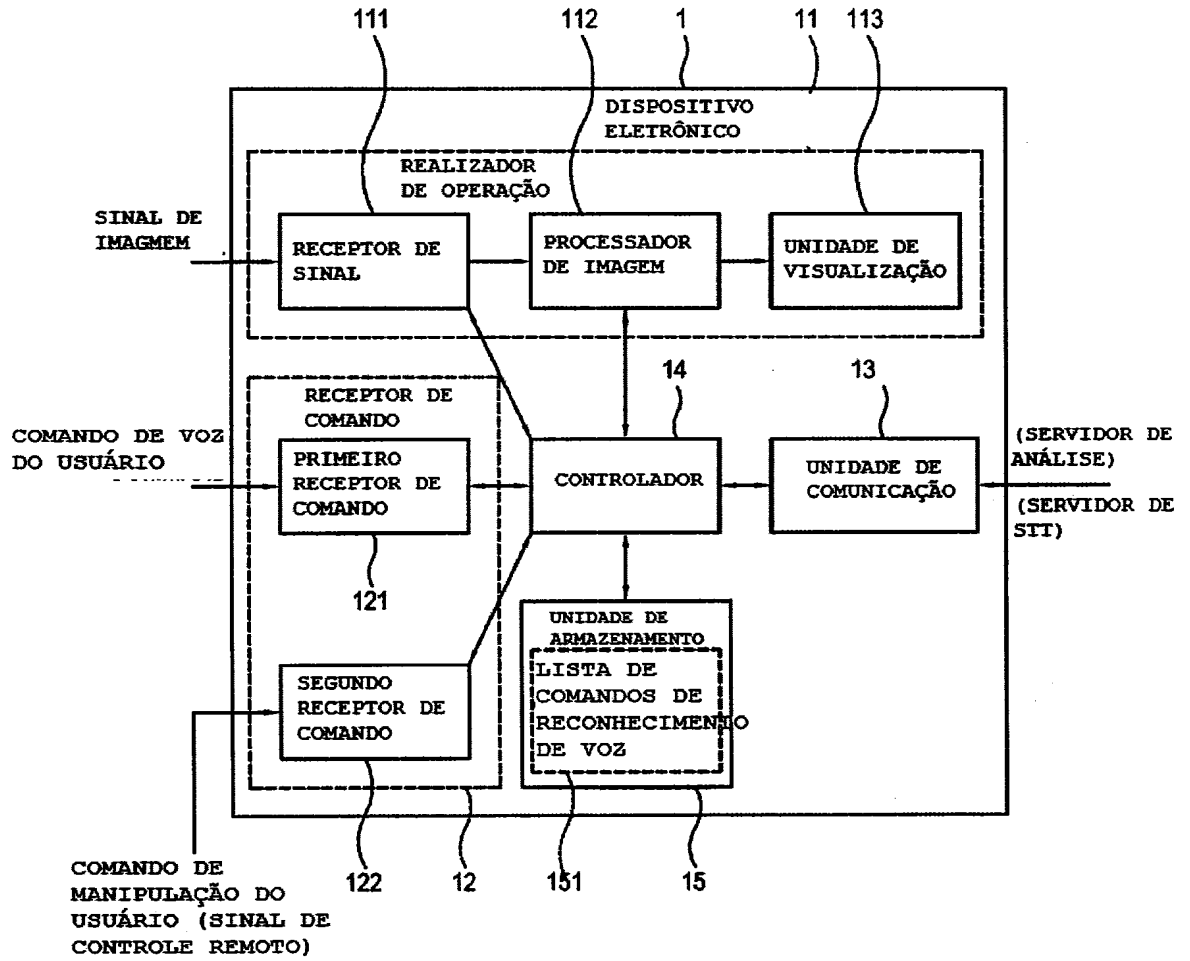 111
112
1
11
113
DISPOSITIVO
ELETRÔNICO
REALIZADOR
DE OPERAÇÃO
SINAL DE
IMAGMEM
RECEPTOR DE
SINAL
PROCESSADOR
DE IMAGEM
UNIDADE DE
VISUALIZAÇÃO
14
13
RECEPTOR DE
COMANDO
COMANDO DE VOZ
DO USUÁRIO
PRIMEIRO
RECEPTOR DE
COMANDO
CONTROLADOR
UNIDADE DE
COMUNICAÇÃO
(SERVIDOR DE
ANÁLISE)
(SERVIDOR DE
STT)
121
UNIDADE DE
ARMAZENAMENTO
LISTA DE
COMANDOS DE
RECONHECIMENTO
DE VOZ
SEGUNDO
RECEPTOR DE
COMANDO
COMANDO DE
MANIPULAÇÃO DO
USUÁRIO (SINAL DE
CONTROLE REMOTO)
122
12
151
15